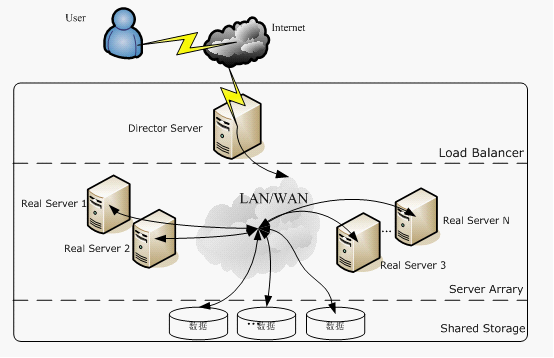 User
Internet
Director Server
Load Balancer
LAN/WAN
Real Server 1
Real Server 2
Real Server N
...
Real Server 3
Server Arrary
数据
...
数据
数据
Shared Storage